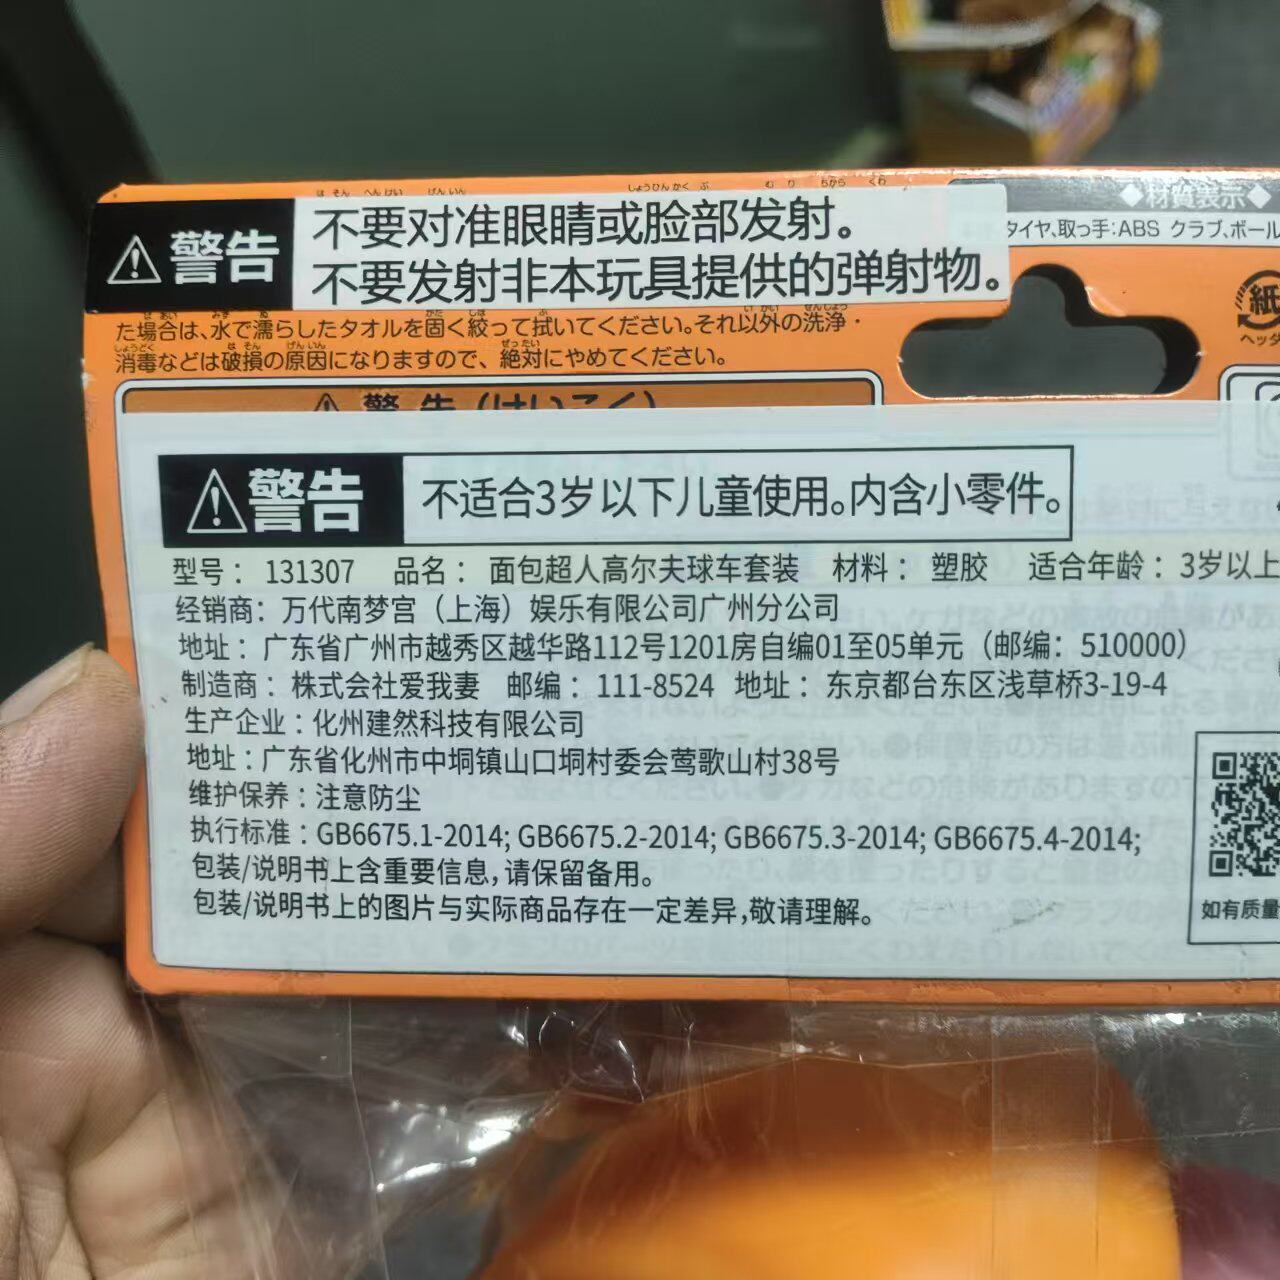 警告
不要对准眼睛或脸部发射。
不要发射非本玩具提供的弹射物。
◆材質表示◆
タイヤ、取っ手:ABS クラブ、ボール
紙
た場合は、水で濡らしたタオルを固く絞って拭いてください。それ以外の洗浄・
消毒などは破損の原因になりますので、絶対にやめてください。
警告(けいこく)
警告
不适合3岁以下儿童使用。内含小零件。
型号： 131307 品名： 面包超人高尔夫球车套装 材料： 塑胶 适合年龄： 3岁以上
经销商：万代南梦宫（上海）娱乐有限公司广州分公司
地址：广东省广州市越秀区越华路112号1201房自编01至05单元（邮编：510000）
制造商：株式会社爱我妻 邮编：111-8524 地址：东京都台东区浅草桥3-19-4
生产企业：化州建然科技有限公司
地址：广东省化州市中垌镇山口垌村委会莺歌山村38号
维护保养：注意防尘
执行标准：GB6675.1-2014; GB6675.2-2014; GB6675.3-2014; GB6675.4-2014;
包装/说明书上含重要信息，请保留备用。
包装/说明书上的图片与实际商品存在一定差异，敬请理解。
如有质量